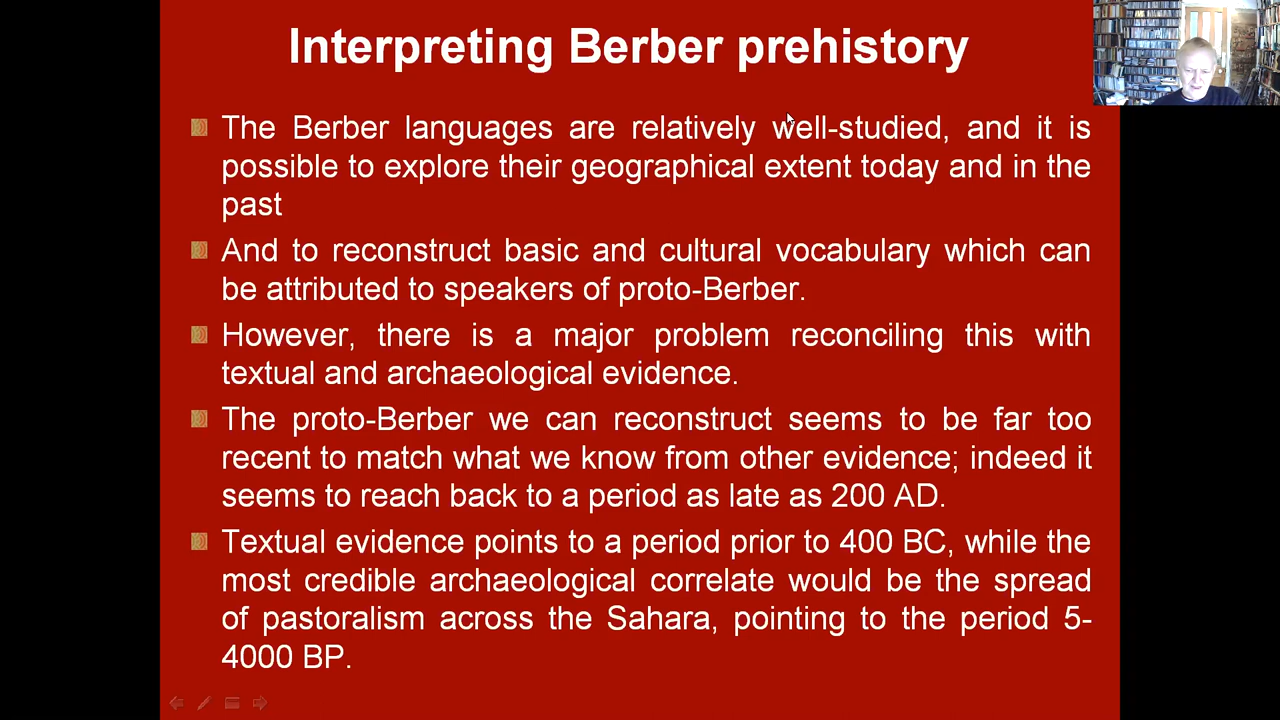 Interpreting Berber prehistory
The Berber languages are relatively well-studied, and it is
possible to explore their geographical extent today and in the
past
And to reconstruct basic and cultural vocabulary which can
be attributed to speakers of proto-Berber.
However, there is a major problem reconciling this with
textual and archaeological evidence.
The proto-Berber we can reconstruct seems to be far too
recent to match what we know from other evidence; indeed it
seems to reach back to a period as late as 200 AD.
Textual evidence points to a period prior to 400 BC, while the
most credible archaeological correlate would be the spread
of pastoralism across the Sahara, pointing to the period 5-
4000 BP.